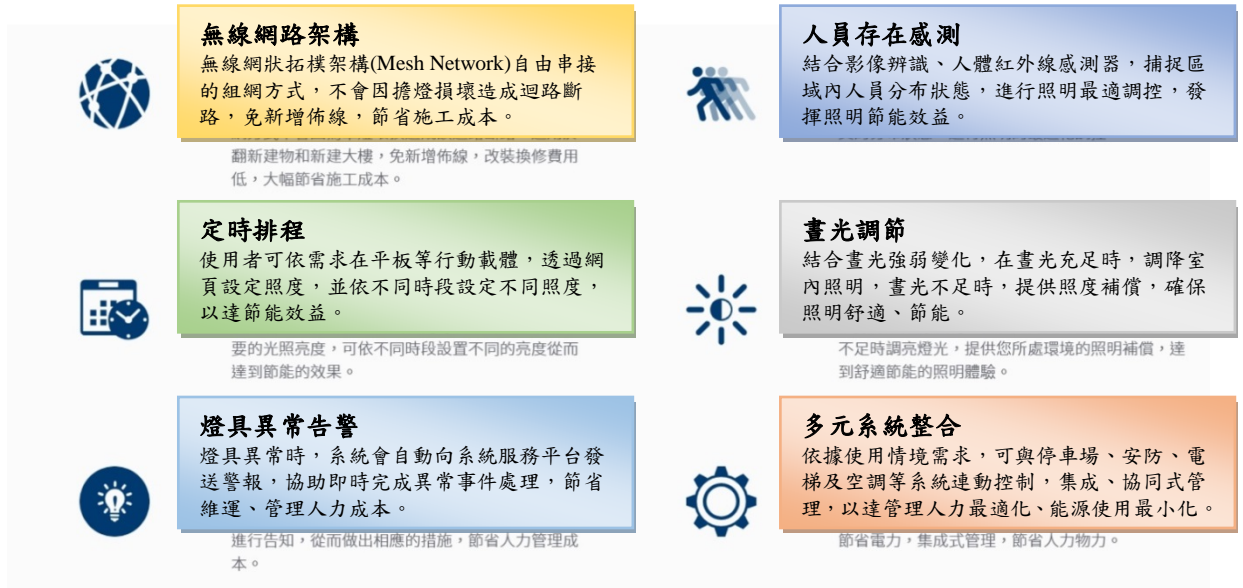 無線網路架構
無線網狀拓樸架構(Mesh Network)自由串接
的組網方式，不會因擔燈損壞造成迴路斷
路，免新增佈線，節省施工成本。
翻新建物和新建大樓，免新增佈線，改裝換修費用
低，大幅節省施工成本。
人員存在感測
結合影像辨識、人體紅外線感測器，捕捉區
域內人員分布狀態，進行照明最適調控，發
揮照明節能效益。
定時排程
使用者可依需求在平板等行動載體，透過網
頁設定照度，並依不同時段設定不同照度，
以達節能效益。
要的光照亮度，可依不同時段設置不同的亮度從而
達到節能的效果。
晝光調節
結合晝光強弱變化，在晝光充足時，調降室
內照明，晝光不足時，提供照度補償，確保
照明舒適、節能。
不足時調亮燈光，提供您所處環境的照明補償，達
到舒適節能的照明體驗。
燈具異常告警
燈具異常時，系統會自動向系統服務平台發
送警報，協助即時完成異常事件處理，節省
維運、管理人力成本。
進行告知，從而做出相應的措施，節省人力管理成
本。
多元系統整合
依據使用情境需求，可與停車場、安防、電
梯及空調等系統連動控制，集成、協同式管
理，以達管理人力最適化、能源使用最小化。
節省電力，集成式管理，節省人力物力。